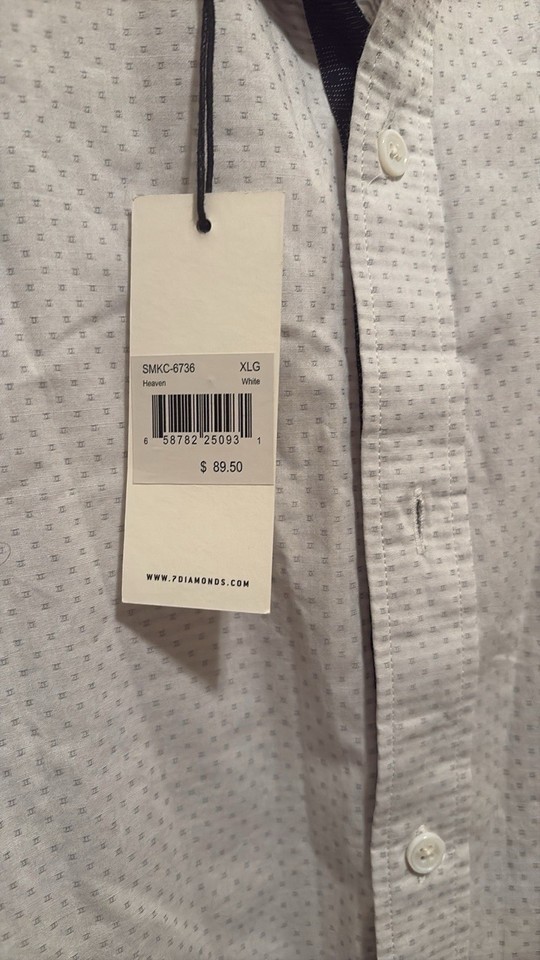 SMKC-6736 XLG
Heaven White
6 58782 25093 1
$ 89.50
WWW.7DIAMONDS.COM